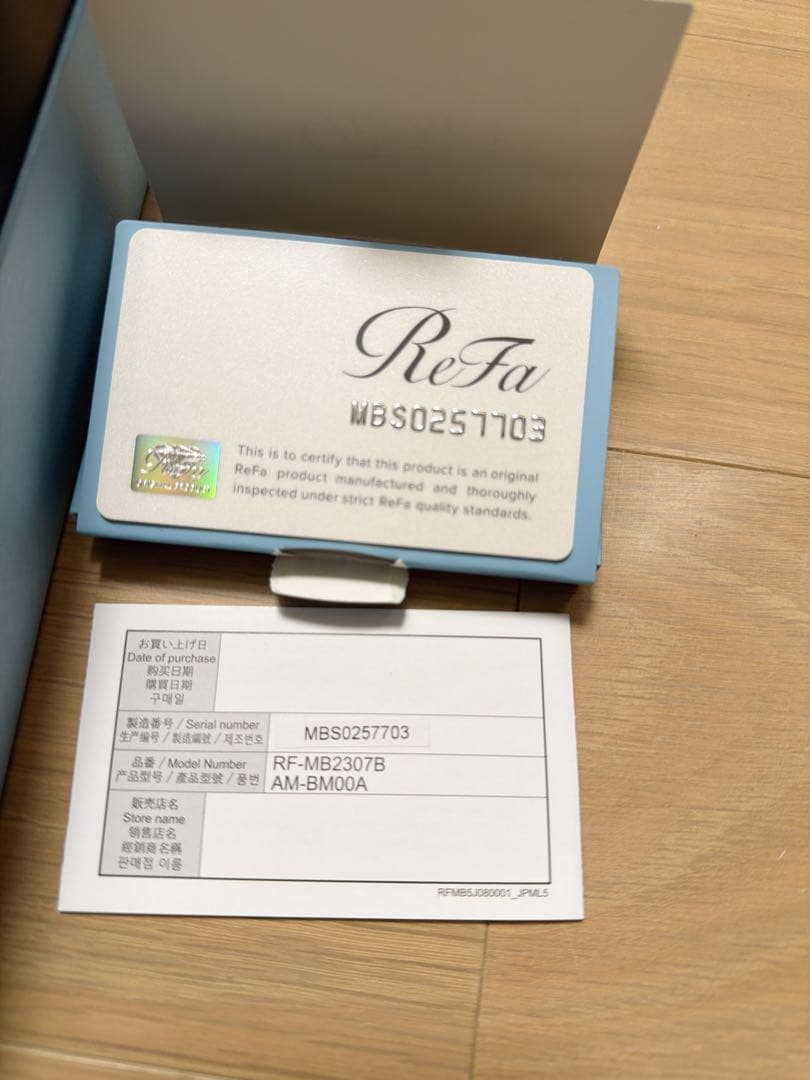 ReFa
MBS0257703
This is to certify that this product is an original
ReFa product manufactured and thoroughly
inspected under strict ReFa quality standards.
お買い上げ日
Date of purchase
购买日期
購買日期
구매일
製造番号 / Serial number
生产编号 / 製造編號 / 제조번호
MBS0257703
品番 / Model Number
产品型号 / 產品型號 / 품번
RF-MB2307B
AM-BM00A
販売店名
Store name
销售店名
經銷商名稱
판매점 이름
RFMB5J080001_JPML5